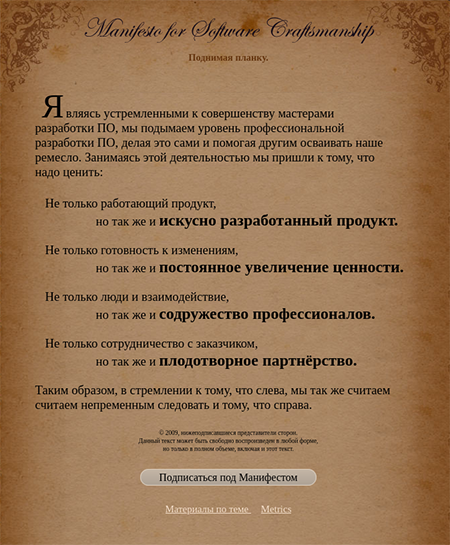 Manifesto for Software Craftsmanship
Поднимая планку.
Являясь устремленными к совершенству мастерами
разработки ПО, мы подымаем уровень профессиональной
разработки ПО, делая это сами и помогая другим осваивать наше
ремесло. Занимаясь этой деятельностью мы пришли к тому, что
надо ценить:
Не только работающий продукт,
но так же и искусно разработанный продукт.
Не только готовность к изменениям,
но так же и постоянное увеличение ценности.
Не только люди и взаимодействие,
но так же и содружество профессионалов.
Не только сотрудничество с заказчиком,
но так же и плодотворное партнёрство.
Таким образом, в стремлении к тому, что слева, мы так же считаем
считаем непременным следовать и тому, что справа.
© 2009, нижеподписавшиеся представители сторон.
Данный текст может быть свободно воспроизведен в любой форме,
но только в полном объеме, включая и этот текст.
Подписаться под Манифестом
Материалы по теме Metrics